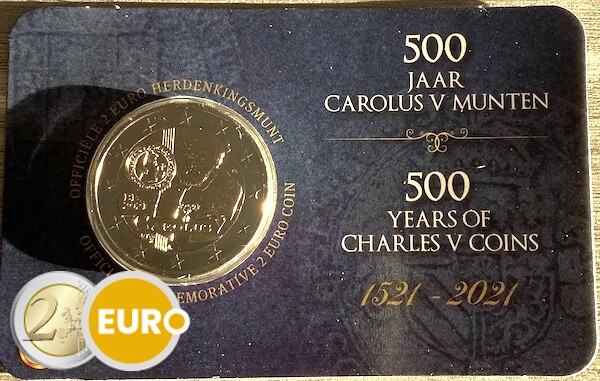 500
JAAR
CAROLUS V MUNTEN
500
YEARS OF
CHARLES V COINS
1521 - 2021
OFFICIËLE 2 EURO HERDENKINGSMUNT
COMMEMORATIVE 2 EURO COIN
2
EURO